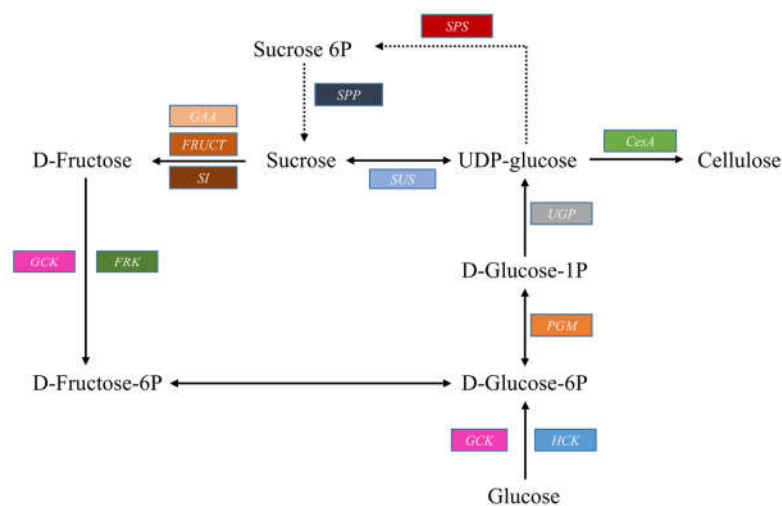 SPS
Sucrose 6P
SPP
GAA
CesA
FRUCT
D-Fructose
Sucrose
UDP-glucose
Cellulose
SI
SUS
UGP
GCK
FRK
D-Glucose-1P
PGM
D-Fructose-6P
D-Glucose-6P
GCK
HCK
Glucose